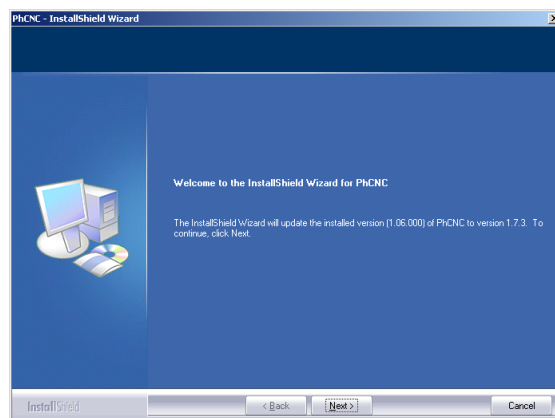 PhCNC - InstallShield Wizard
Welcome to the InstallShield Wizard for PhCNC
The InstallShield Wizard will update the installed version (1.06.000) of PhCNC to version 1.7.3. To
continue, click Next.
InstallShield
< Back Next > Cancel